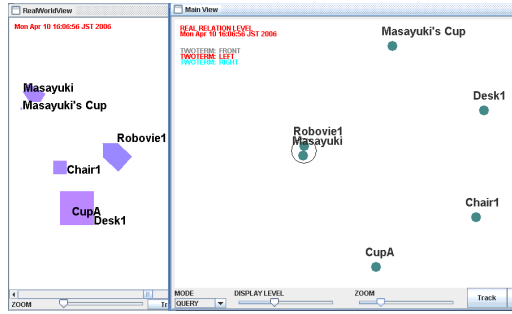 RealWorldView
Mon Apr 10 16:06:56 JST 2006
Masayuki
Masayuki's Cup
Robovie1
Chair1
CupA
Desk1
ZOOM
Tr
Main View
REAL RELATION LEVEL
Mon Apr 10 16:06:56 JST 2006
TWOTERM: FRONT
TWOTERM: LEFT
TWOTERM: RIGHT
Masayuki's Cup
Desk1
Robovie1
Masayuki
Chair1
CupA
MODE
DISPLAY LEVEL
ZOOM
QUERY
Track